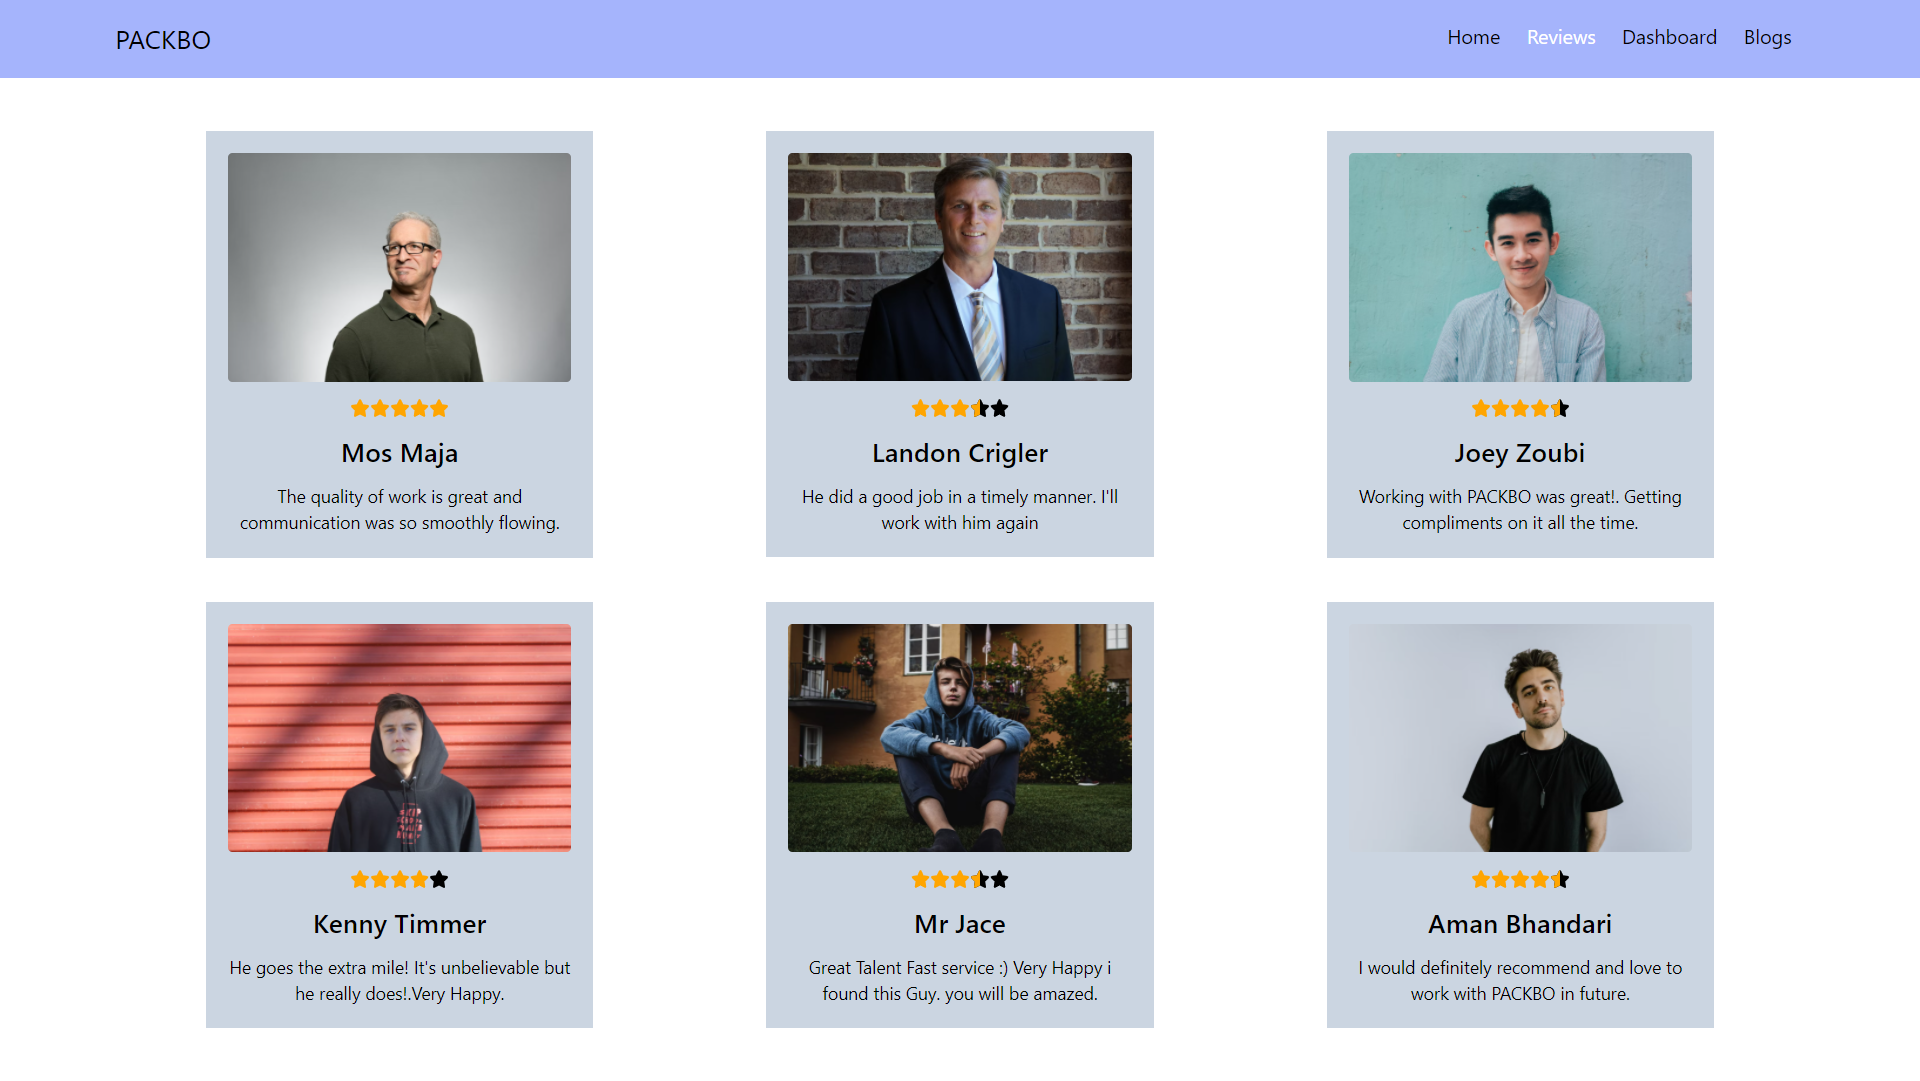 PACKBO
Home Reviews Dashboard Blogs
Mos Maja
The quality of work is great and
communication was so smoothly flowing.
Landon Crigler
He did a good job in a timely manner. I'll
work with him again
Joey Zoubi
Working with PACKBO was great!. Getting
compliments on it all the time.
Kenny Timmer
He goes the extra mile! It's unbelievable but
he really does!.Very Happy.
Mr Jace
Great Talent Fast service :) Very Happy i
found this Guy. you will be amazed.
Aman Bhandari
I would definitely recommend and love to
work with PACKBO in future.